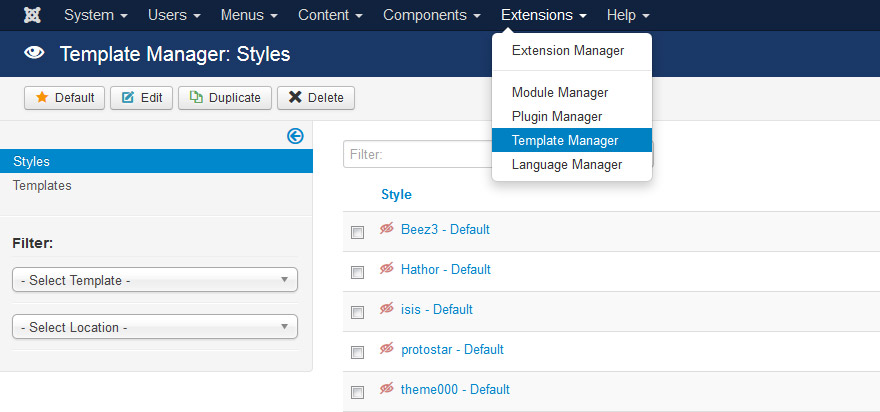 System Users Menus Content Components Extensions Help
Template Manager: Styles
Extension Manager
Module Manager
Plugin Manager
Template Manager
Language Manager
Default Edit Duplicate Delete
Styles
Templates
Filter:
- Select Template -
- Select Location -
Filter:
Style
Beez3 - Default
Hathor - Default
isis - Default
protostar - Default
theme000 - Default